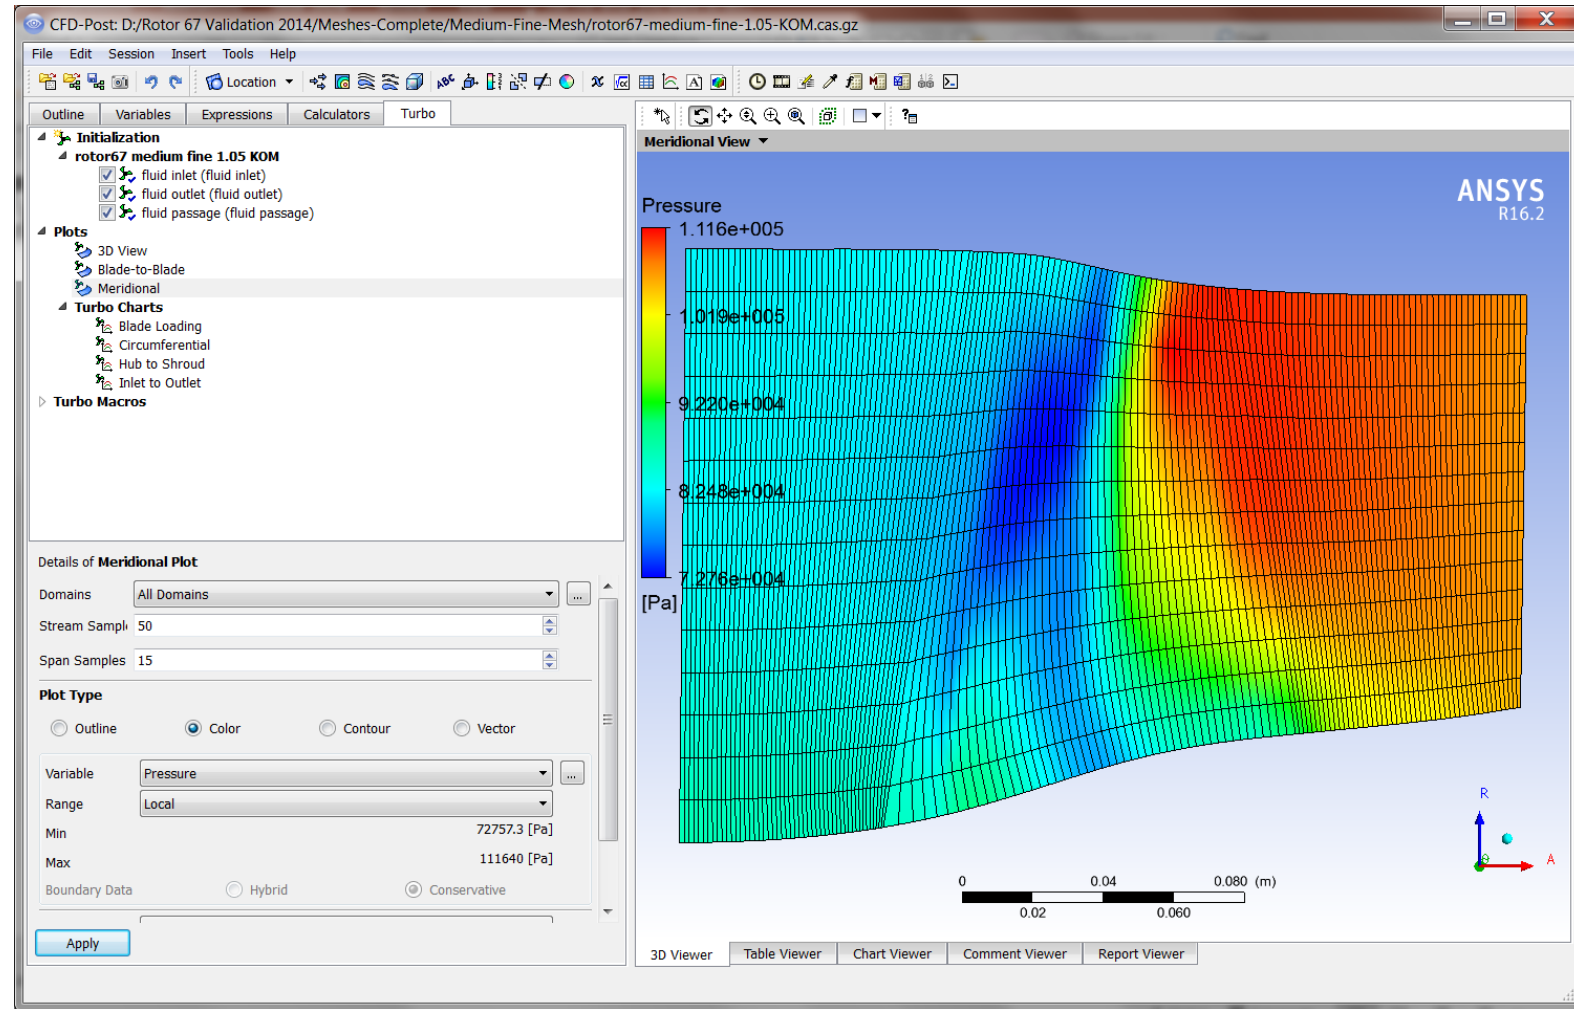 CFD-Post: D:/Rotor 67 Validation 2014/Meshes-Complete/Medium-Fine-Mesh/rotor67-medium-fine-1.05-KOM.cas.gz
File Edit Session Insert Tools Help
Location
Outline Variables Expressions Calculators Turbo
Initialization
rotor67 medium fine 1.05 KOM
fluid inlet (fluid inlet)
fluid outlet (fluid outlet)
fluid passage (fluid passage)
Plots
3D View
Blade-to-Blade
Meridional
Turbo Charts
Blade Loading
Circumferential
Hub to Shroud
Inlet to Outlet
Turbo Macros
Details of Meridional Plot
Domains All Domains ...
Stream Sampl 50
Span Samples 15
Plot Type
Outline Color Contour Vector
Variable Pressure ...
Range Local
Min 72757.3 [Pa]
Max 111640 [Pa]
Boundary Data Hybrid Conservative
Apply
Meridional View
ANSYS
R16.2
Pressure
1.116e+005
1.019e+005
9.220e+004
8.248e+004
7.276e+004
[Pa]
R
A
0 0.04 0.080 (m)
0.02 0.060
3D Viewer Table Viewer Chart Viewer Comment Viewer Report Viewer